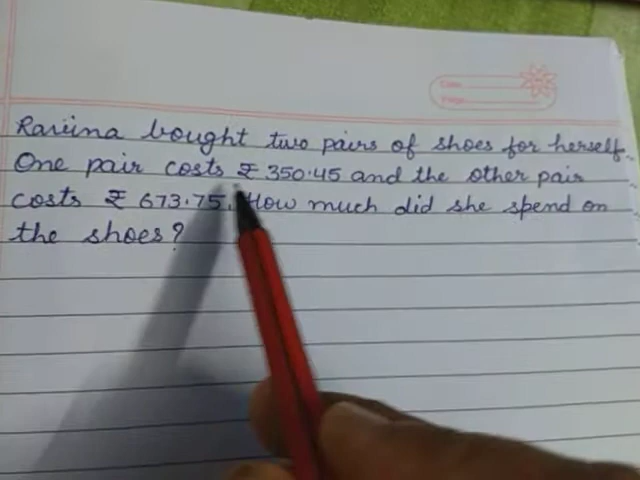 Raviina bought two pairs of shoes for herself.
One pair costs ₹ 350.45 and the other pair
costs ₹ 673.75. How much did she spend on
the shoes?